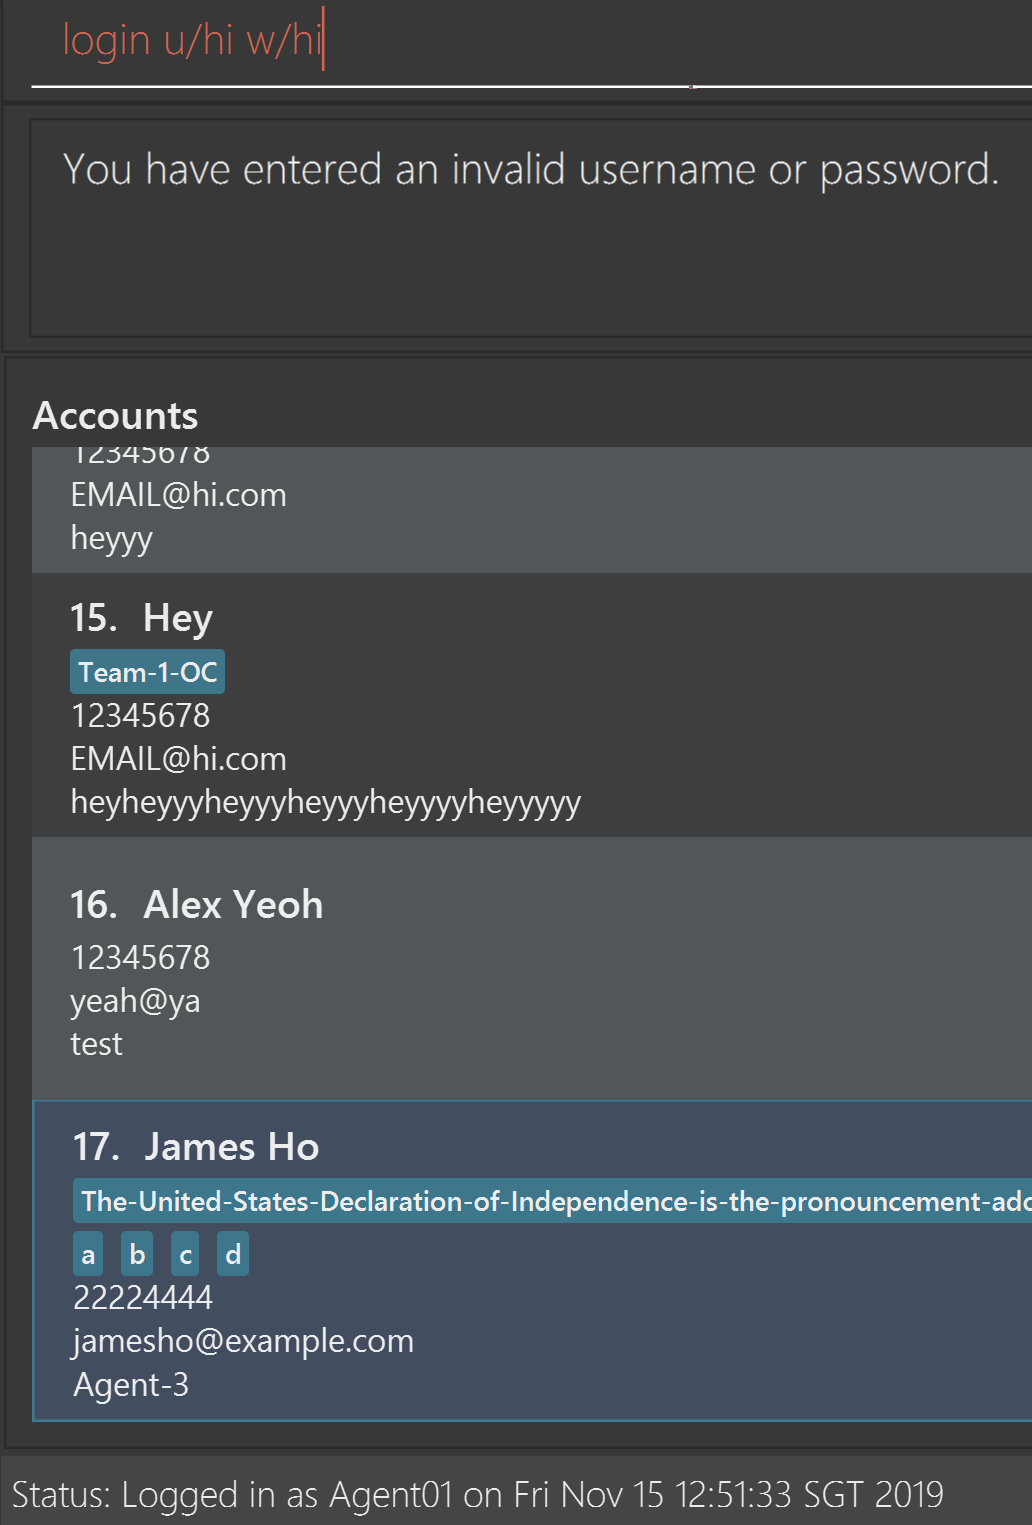 login u/hi w/hi
You have entered an invalid username or password.
Accounts
12345678
EMAIL@hi.com
heyyy
15. Hey
Team-1-OC
12345678
EMAIL@hi.com
heyheyyyheyyyheyyyheyyyyheyyyyy
16. Alex Yeoh
12345678
yeah@ya
test
17. James Ho
The-United-States-Declaration-of-Independence-is-the-pronouncement-ado
a b c d
22224444
jamesho@example.com
Agent-3
Status: Logged in as Agent01 on Fri Nov 15 12:51:33 SGT 2019